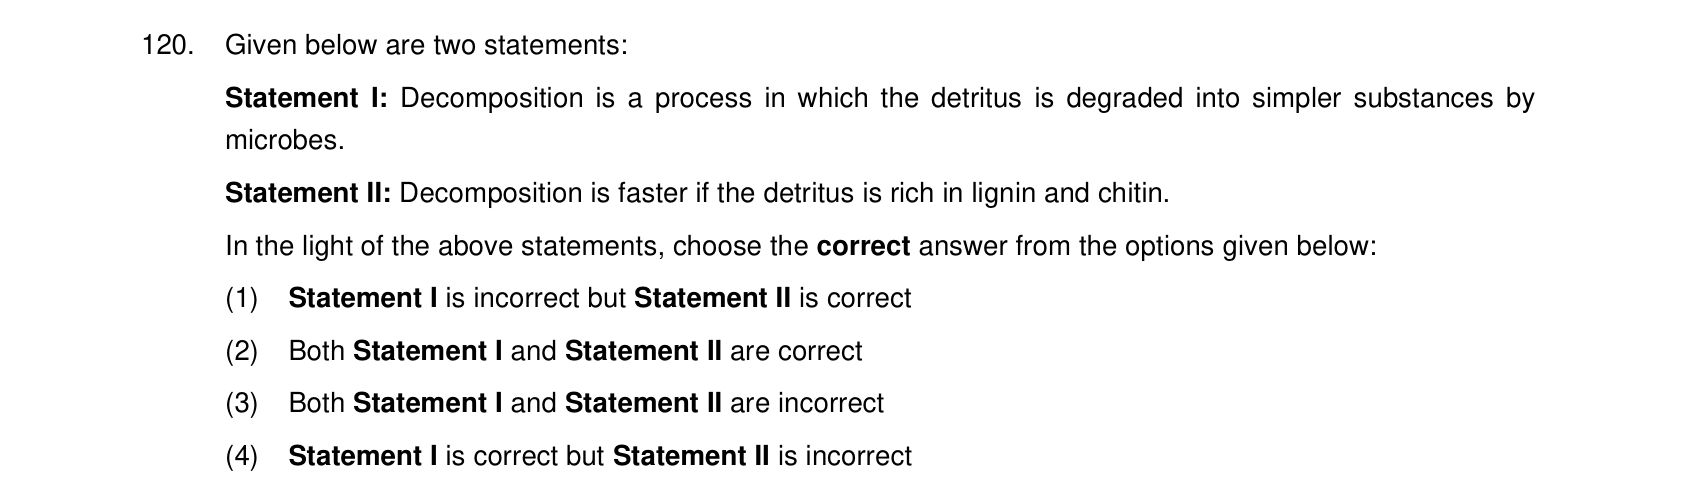 120. Given below are two statements:
Statement I: Decomposition is a process in which the detritus is degraded into simpler substances by
microbes.
Statement II: Decomposition is faster if the detritus is rich in lignin and chitin.
In the light of the above statements, choose the correct answer from the options given below:
(1) Statement I is incorrect but Statement II is correct
(2) Both Statement I and Statement II are correct
(3) Both Statement I and Statement II are incorrect
(4) Statement I is correct but Statement II is incorrect